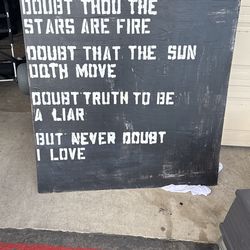 DOUBT THOU THE
STARS ARE FIRE
DOUBT THAT THE SUN
DOTH MOVE
DOUBT TRUTH TO BE
A LIAR
BUT NEVER DOUBT
I LOVE